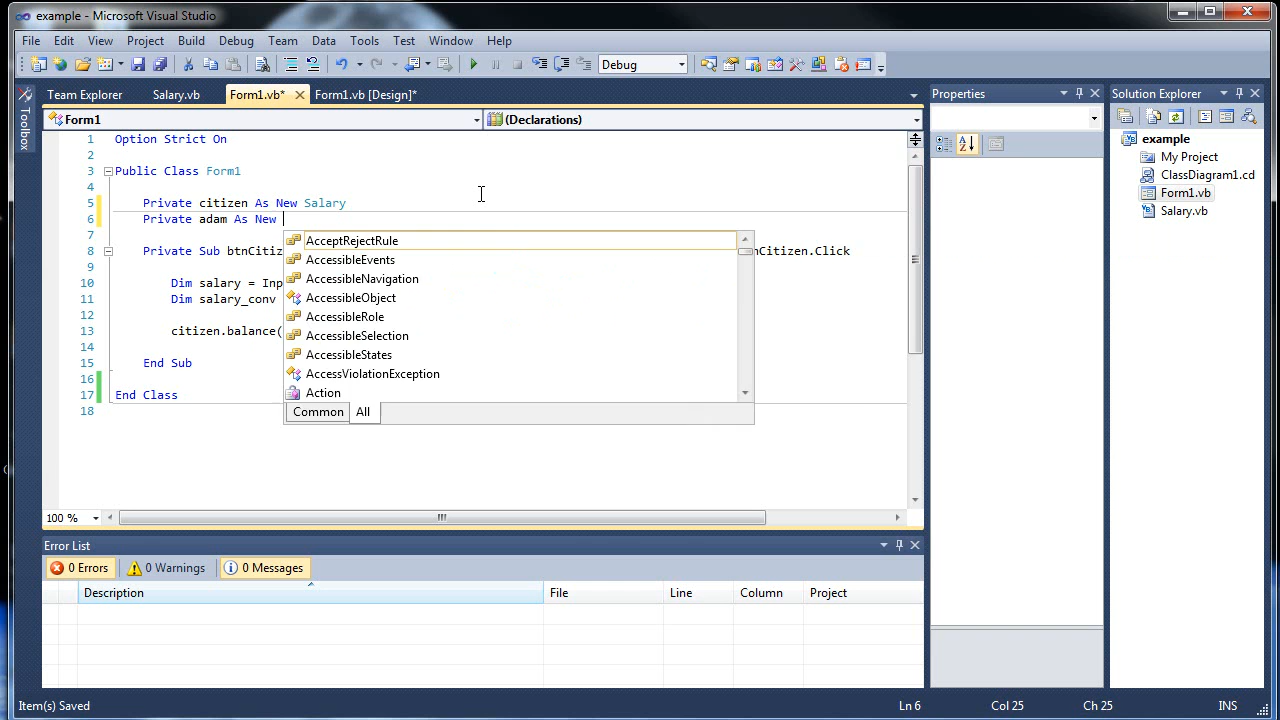 example - Microsoft Visual Studio
File Edit View Project Build Debug Team Data Tools Test Window Help
Debug
Team Explorer Salary.vb Form1.vb* Form1.vb [Design]*
Properties
Solution Explorer
Toolbox
Form1 (Declarations)
1 Option Strict On
2
3 Public Class Form1
4
5 Private citizen As New Salary
6 Private adam As New
7
8 Private Sub btnCitiz nCitizen.Click
9
10 Dim salary = Inp
11 Dim salary_conv
12
13 citizen.balance(
14
15 End Sub
16
17 End Class
18
AcceptRejectRule
AccessibleEvents
AccessibleNavigation
AccessibleObject
AccessibleRole
AccessibleSelection
AccessibleStates
AccessViolationException
Action
Common All
100 %
example
My Project
ClassDiagram1.cd
Form1.vb
Salary.vb
Error List
0 Errors 0 Warnings 0 Messages
Description File Line Column Project
Item(s) Saved Ln 6 Col 25 Ch 25 INS